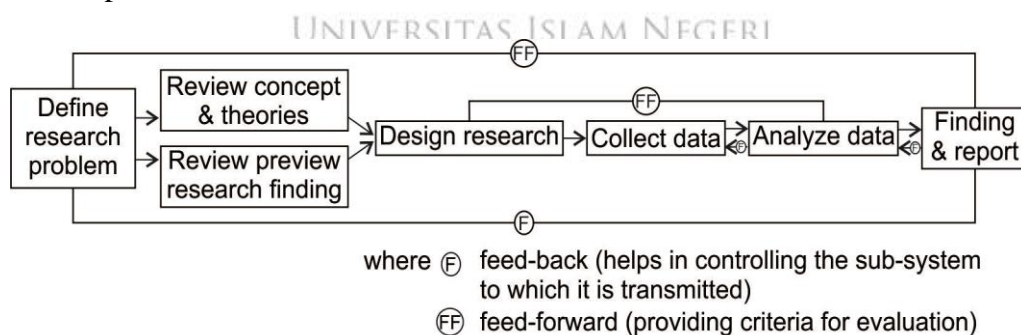 UNIVERSITAS ISLAM NEGERI
FF
Define
research
problem
Review concept
& theories
Review preview
research finding
FF
Design research
Collect data
F
Analyze data
F
Finding
& report
F
where F feed-back (helps in controlling the sub-system
to which it is transmitted)
FF feed-forward (providing criteria for evaluation)